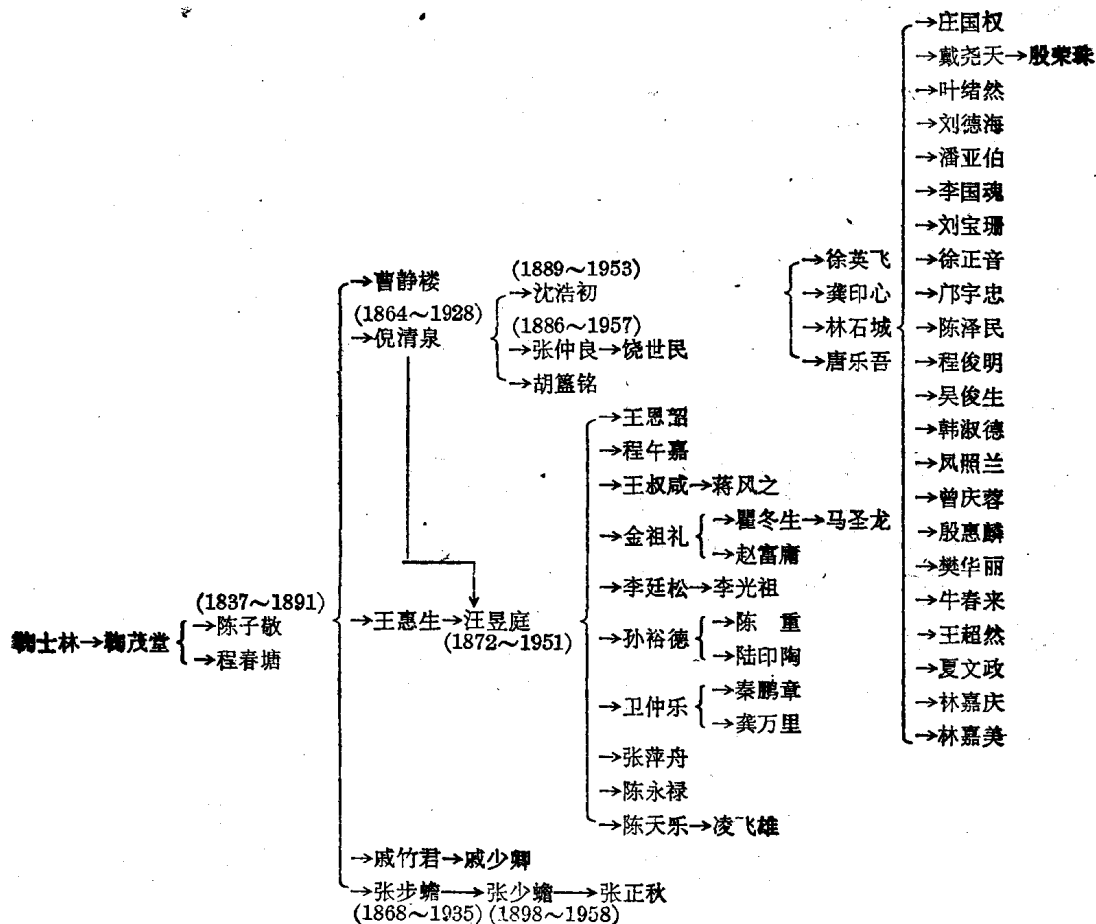 →庄国权
→戴尧天→殷荣珠
→叶绪然
→刘德海
→潘亚伯
→李国魂
→刘宝珊
→徐正音
→邝宇忠
→陈泽民
→程俊明
→吴俊生
→韩淑德
→凤照兰
→曾庆蓉
→殷惠麟
→樊华丽
→牛春来
→王超然
→夏文政
→林嘉庆
→林嘉美
→徐英飞
→龚印心
→林石城
→唐乐吾
→曹静楼
(1864～1928)
→倪清泉
(1889～1953)
→沈浩初
(1886～1957)
→张仲良→饶世民
→胡簋铭
→王恩韶
→程午嘉
→王叔咸→蒋风之
→金祖礼
→瞿冬生→马圣龙
→赵富庸
→李廷松→李光祖
→孙裕德
→陈 重
→陆印陶
→卫仲乐
→秦鹏章
→龚万里
→张萍舟
→陈永禄
→陈天乐→凌飞雄
→王惠生→汪昱庭
(1872～1951)
(1837～1891)
鞠士林→鞠茂堂
→陈子敬
→程春塘
→戚竹君→戚少卿
→张步蟾→张少蟾→张正秋
(1868～1935) (1898～1958)